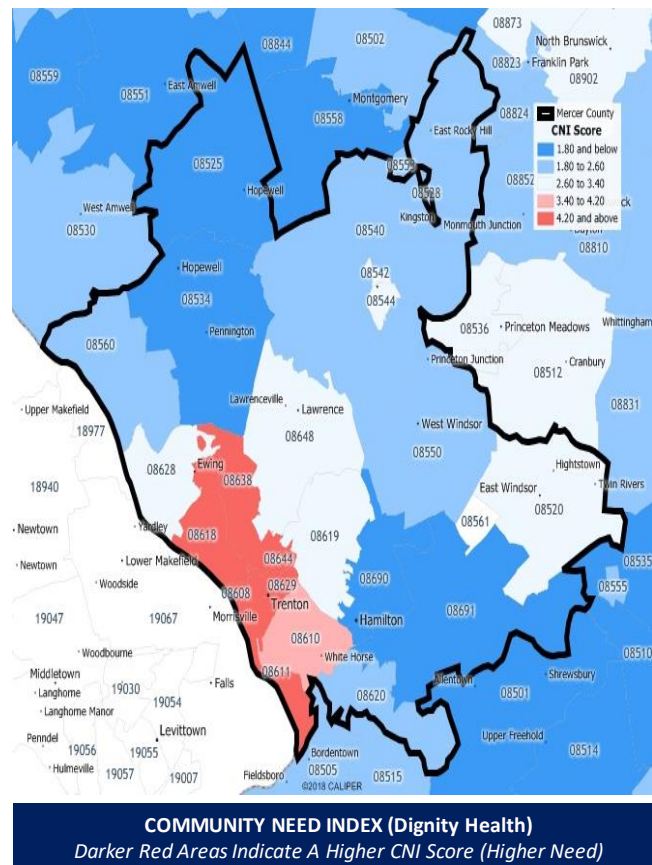 08873
North Brunswick
08844
08502
08823
Franklin Park
08902
08559
08551
East Amwell
Montgomery
08558
08824
Mercer County
CNI Score
1.80 and below
1.80 to 2.60
2.60 to 3.40
3.40 to 4.20
4.20 and above
East Rocky Hill
08525
08553
08528
Hopewell
West Amwell
08530
Kingston
Monmouth Junction
08540
08810
Hopewell
08534
08542
08544
Pennington
08536
Princeton Meadows
Whittingham
08560
Princeton Junction
Cranbury
08512
Lawrenceville
Lawrence
Upper Makefield
18977
08648
West Windsor
08831
08628
Ewing
08638
08550
Hightstown
East Windsor
Twin Rivers
18940
08520
08561
Newtown
Yardley
08618
08619
Lower Makefield
08644
08535
Newtown
Woodside
08608
08629
08690
08691
08555
Trenton
19047
19067
Morrisville
Hamilton
08610
Woodbourne
White Horse
08510
Middletown
19030
Falls
08611
Allentown
Shrewsbury
Langhorne
19054
08620
08501
Langhorne Manor
Levittown
Upper Freehold
Penndel
19056
19055
08514
Hulmeville
19057
19007
Bordentown
Fieldsboro
08505
08515
©2018 CALIPER
COMMUNITY NEED INDEX (Dignity Health)
Darker Red Areas Indicate A Higher CNI Score (Higher Need)